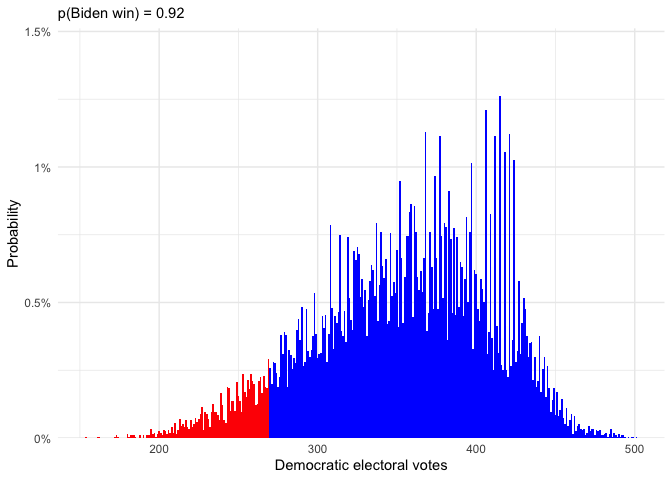 p(Biden win) = 0.92
1.5%
1%
0.5%
0%
Probability
200
300
400
500
Democratic electoral votes